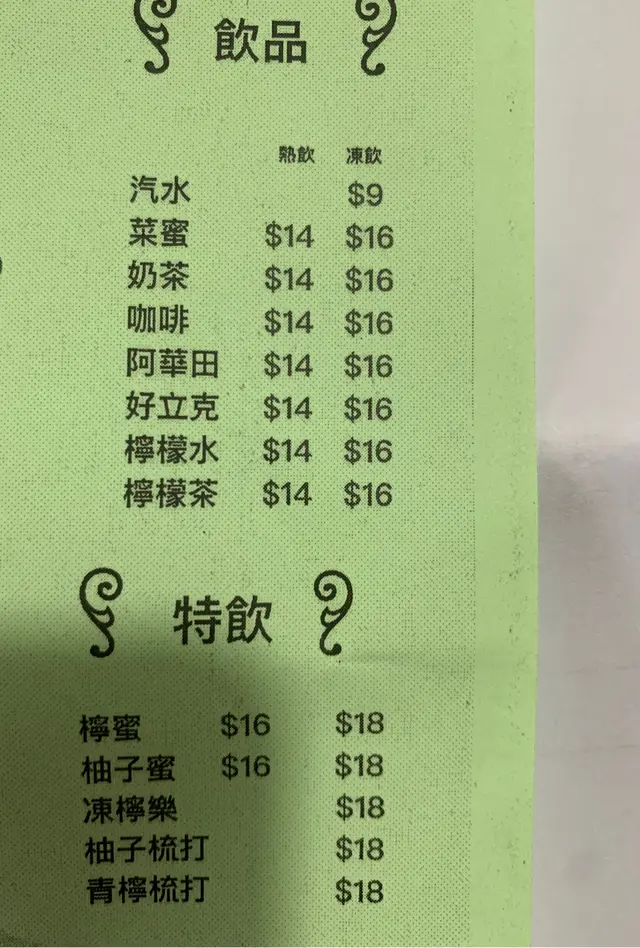 飲品
熱飲 凍飲
汽水 $9
菜蜜 $14 $16
奶茶 $14 $16
咖啡 $14 $16
阿華田 $14 $16
好立克 $14 $16
檸檬水 $14 $16
檸檬茶 $14 $16
特飲
檸蜜 $16 $18
柚子蜜 $16 $18
凍檸樂 $18
柚子梳打 $18
青檸梳打 $18